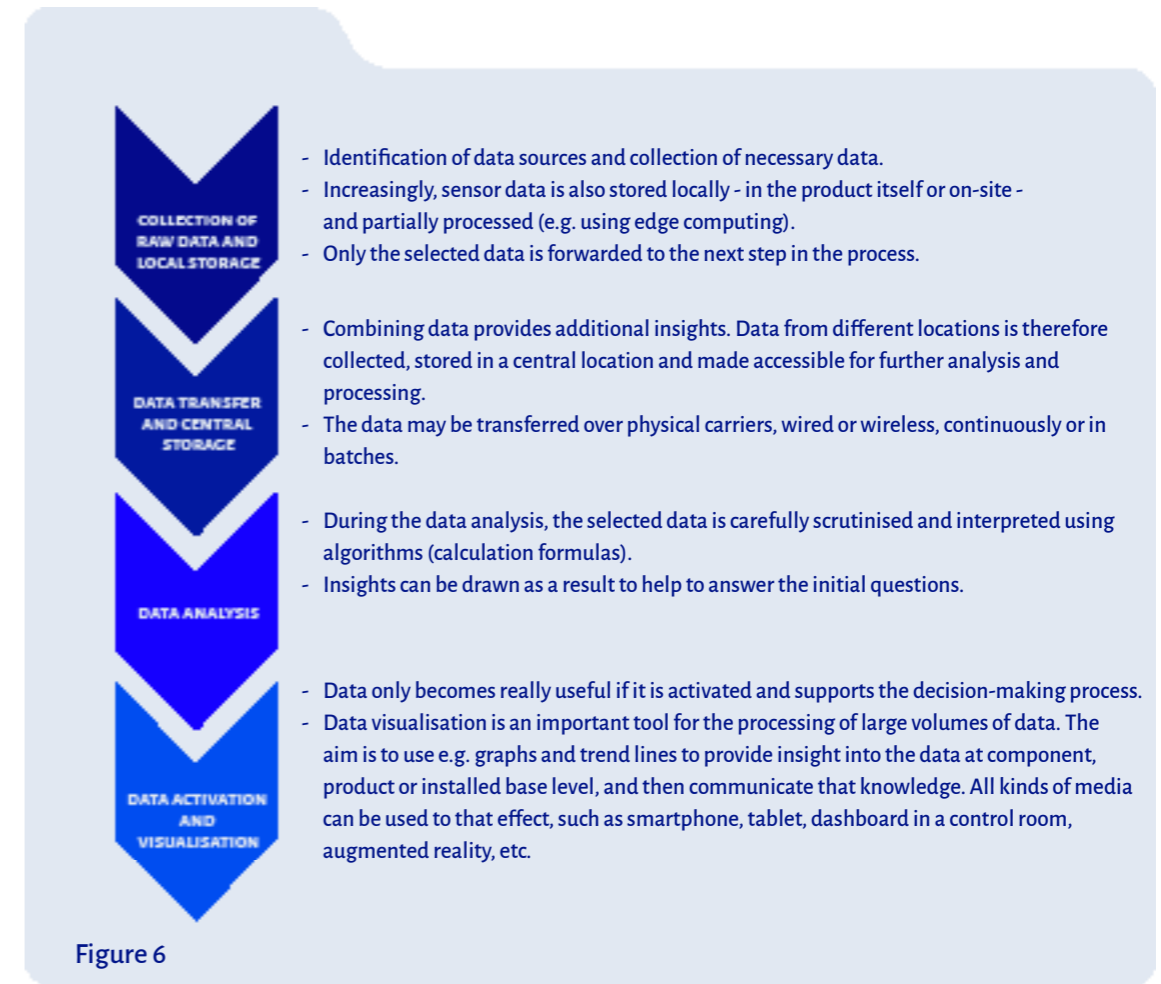 COLLECTION OF
RAW DATA AND
LOCAL STORAGE
- Identification of data sources and collection of necessary data.
- Increasingly, sensor data is also stored locally - in the product itself or on-site -
and partially processed (e.g. using edge computing).
- Only the selected data is forwarded to the next step in the process.
DATA TRANSFER
AND CENTRAL
STORAGE
- Combining data provides additional insights. Data from different locations is therefore
collected, stored in a central location and made accessible for further analysis and
processing.
- The data may be transferred over physical carriers, wired or wireless, continuously or in
batches.
DATA ANALYSIS
- During the data analysis, the selected data is carefully scrutinised and interpreted using
algorithms (calculation formulas).
- Insights can be drawn as a result to help to answer the initial questions.
DATA ACTIVATION
AND
VISUALISATION
- Data only becomes really useful if it is activated and supports the decision-making process.
- Data visualisation is an important tool for the processing of large volumes of data. The
aim is to use e.g. graphs and trend lines to provide insight into the data at component,
product or installed base level, and then communicate that knowledge. All kinds of media
can be used to that effect, such as smartphone, tablet, dashboard in a control room,
augmented reality, etc.
Figure 6